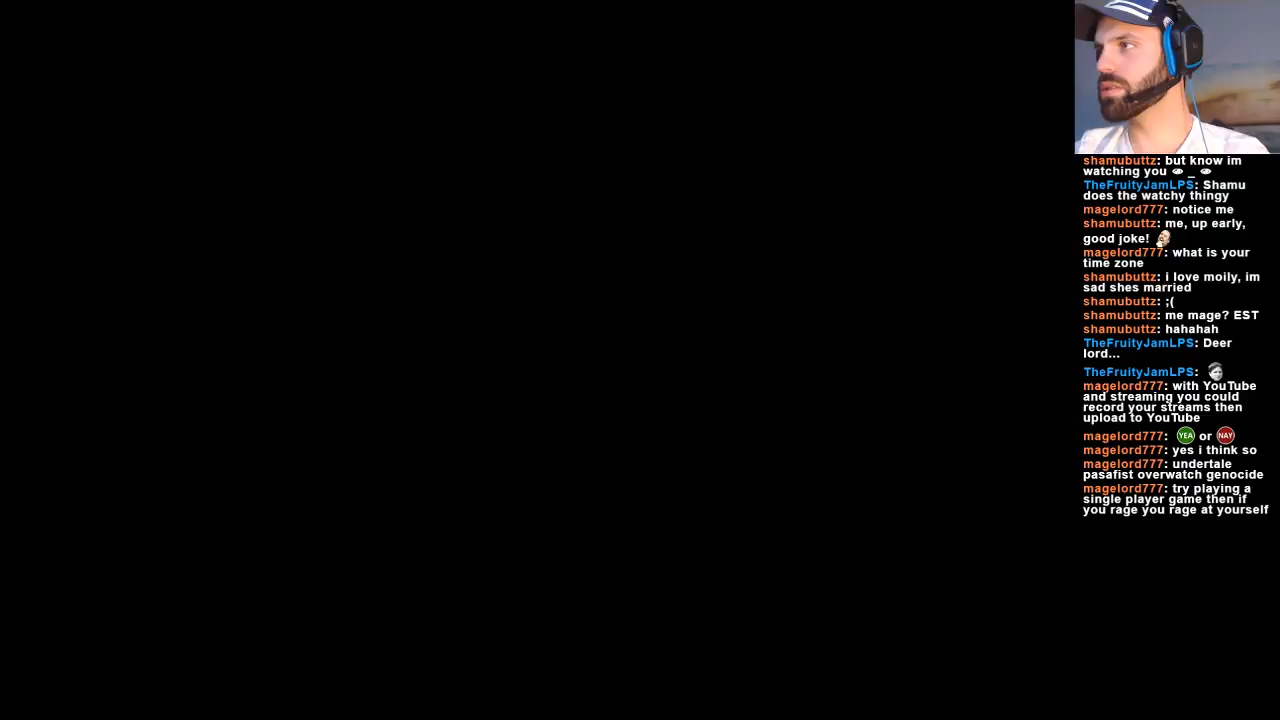 shamubuttz: but know im
watching you 👁 _ 👁
TheFruityJamLPS: Shamu
does the watchy thingy
magelord777: notice me
shamubuttz: me, up early,
good joke!
magelord777: what is your
time zone
shamubuttz: i love moily, im
sad shes married
shamubuttz: ;(
shamubuttz: me mage? EST
shamubuttz: hahahah
TheFruityJamLPS: Deer
lord...
TheFruityJamLPS:
magelord777: with YouTube
and streaming you could
record your streams then
upload to YouTube
magelord777: YEA or NAY
magelord777: yes i think so
magelord777: undertale
pasafist overwatch genocide
magelord777: try playing a
single player game then if
you rage you rage at yourself